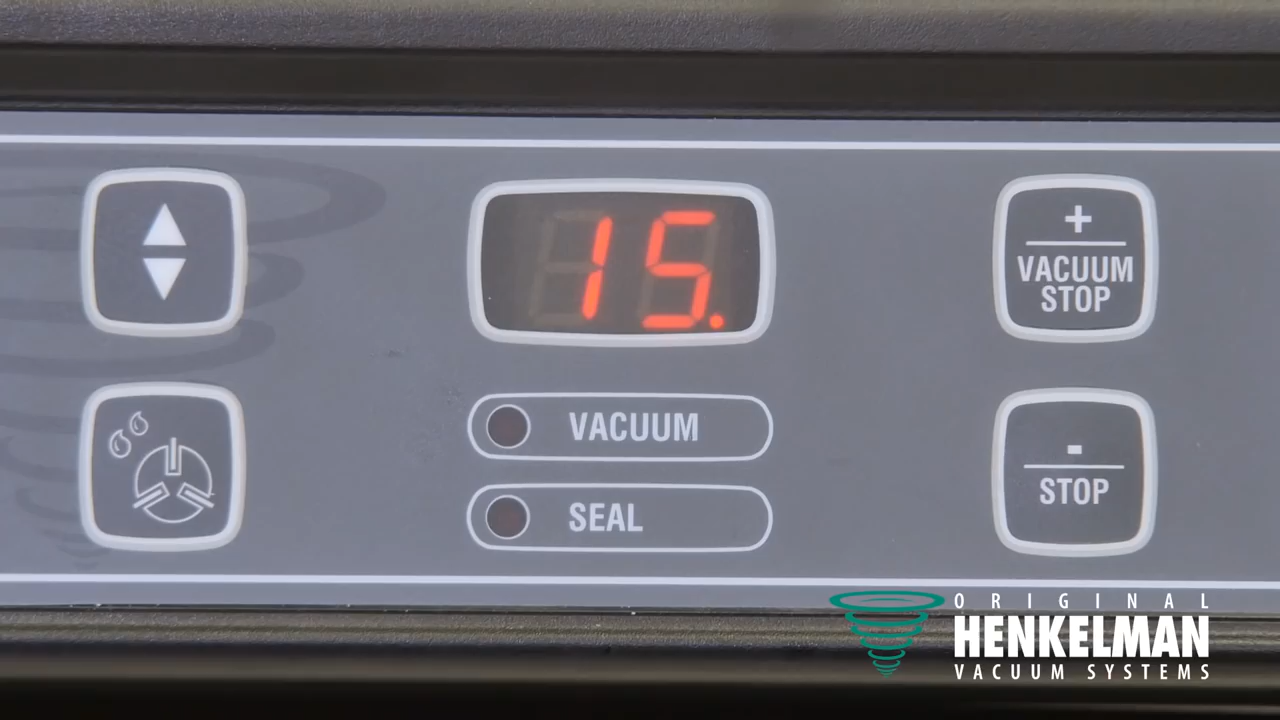 15.
+
VACUUM
STOP
VACUUM
SEAL
-
STOP
ORIGINAL
HENKELMAN
VACUUM SYSTEMS